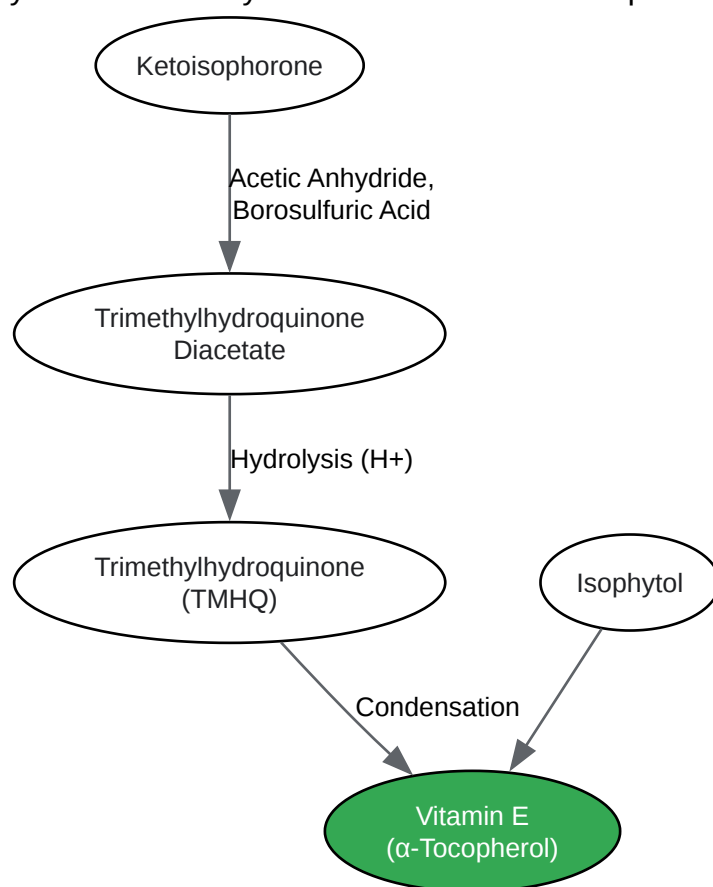 Ketoisophorone
Acetic Anhydride,
Borosulfuric Acid
Trimethylhydroquinone
Diacetate
Hydrolysis (H+)
Trimethylhydroquinone
(TMHQ)
Isophytol
Condensation
Vitamin E
(α-Tocopherol)